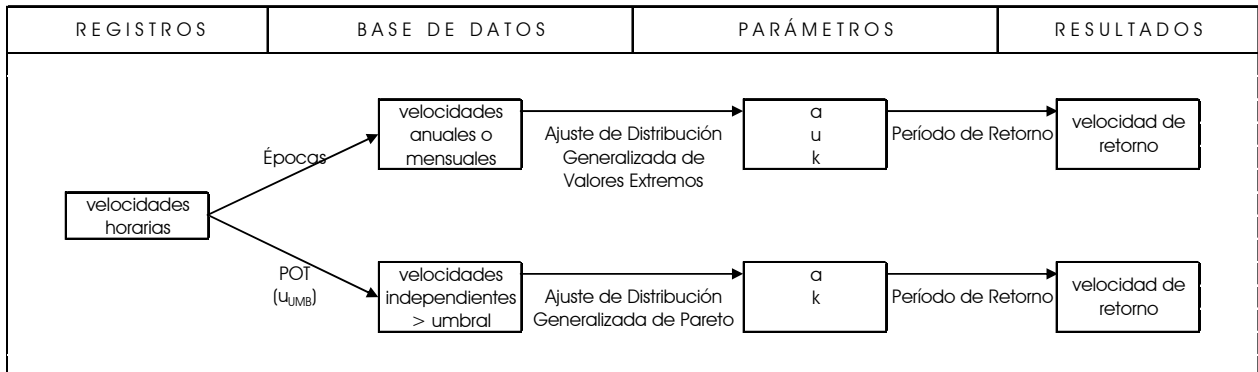 REGISTROS
BASE DE DATOS
PARÁMETROS
RESULTADOS
velocidades
anuales o
mensuales
Ajuste de Distribución
Generalizada de
Valores Extremos
a
u
k
Período de Retorno
velocidad de
retorno
Épocas
velocidades
horarias
POT
(uUMB)
velocidades
independientes
> umbral
Ajuste de Distribución
Generalizada de Pareto
a
k
Período de Retorno
velocidad de
retorno